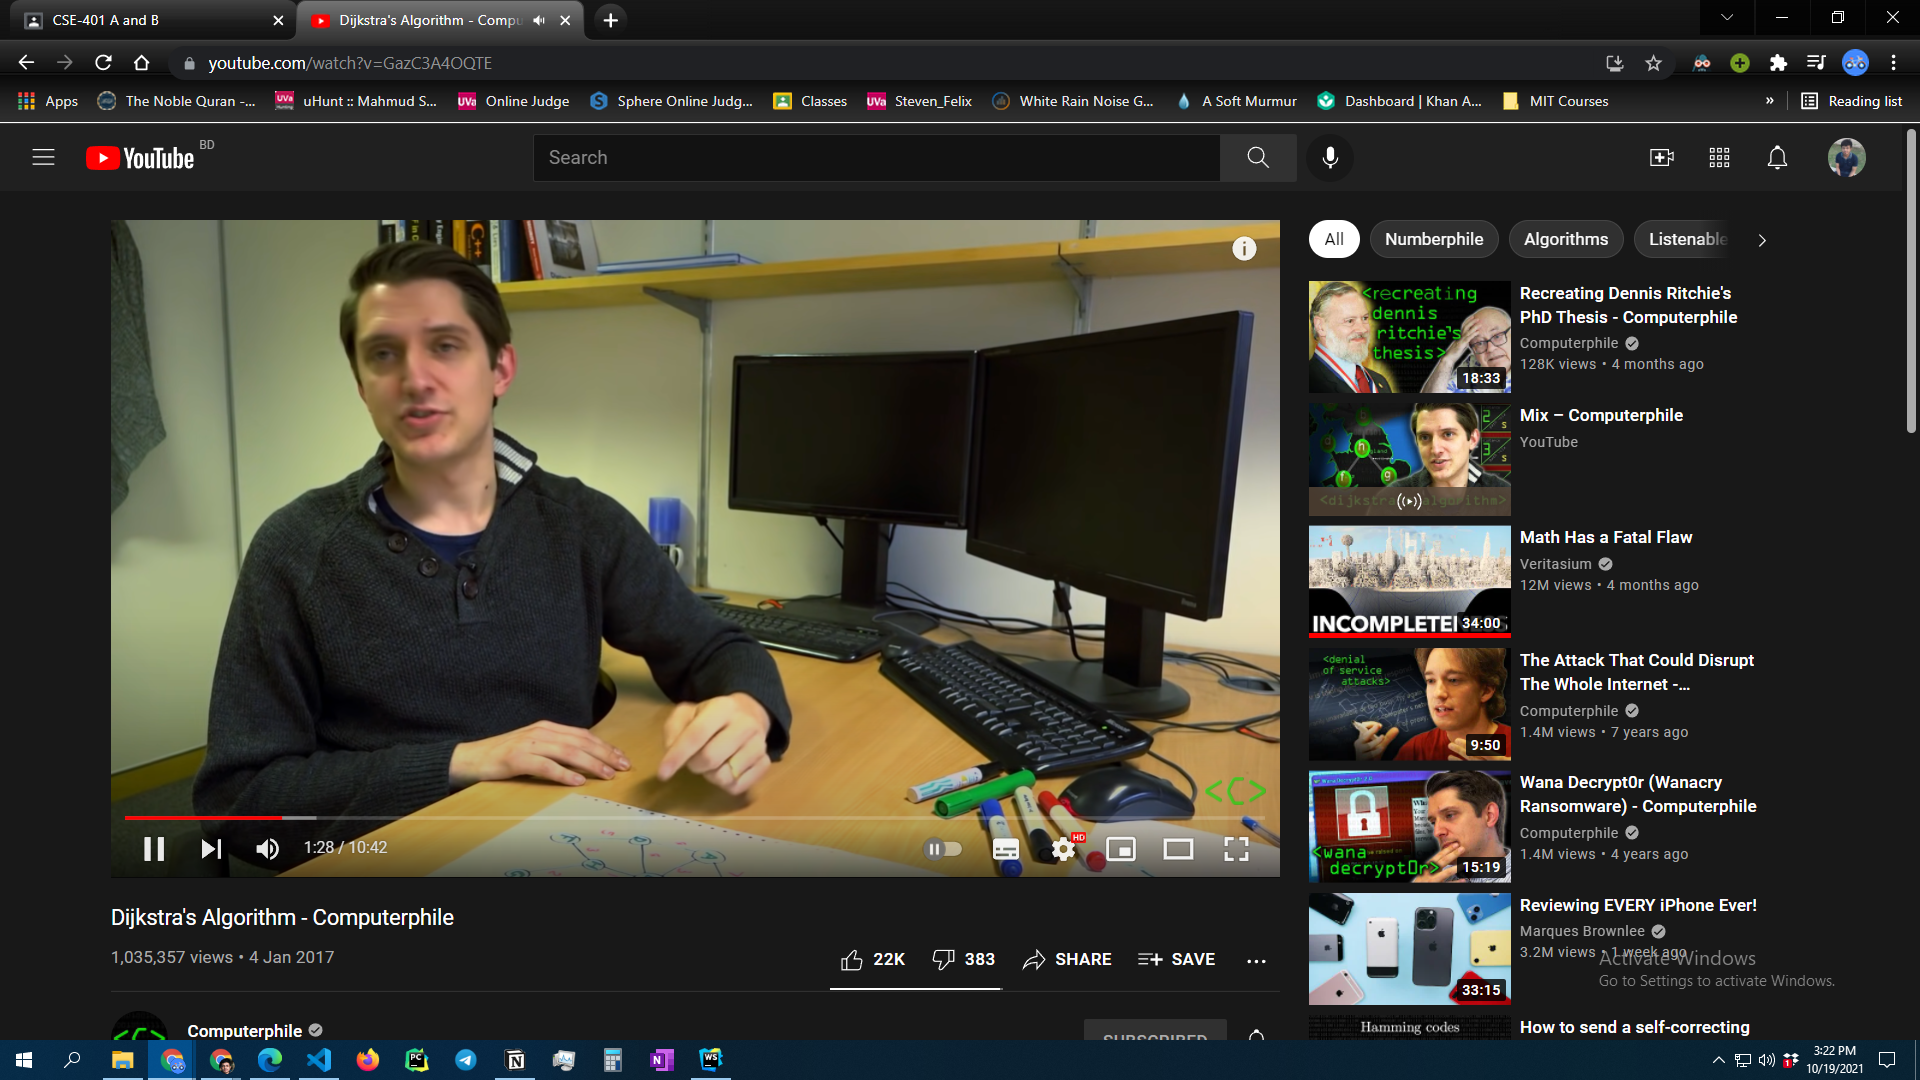 CSE-401 A and B
Dijkstra's Algorithm - Compu
youtube.com/watch?v=GazC3A4OQTE
Apps
The Noble Quran -...
uHunt :: Mahmud S...
Online Judge
Sphere Online Judg...
Classes
Steven_Felix
White Rain Noise G...
A Soft Murmur
Dashboard | Khan A...
MIT Courses
»
Reading list
YouTube BD
Search
All
Numberphile
Algorithms
Listenable
C++
<C>
1:28 / 10:42
HD
Dijkstra's Algorithm - Computerphile
1,035,357 views • 4 Jan 2017
22K
383
SHARE
SAVE
Computerphile
SUBSCRIBED
<recreating
dennis
ritchie's
thesis>
18:33
Recreating Dennis Ritchie's
PhD Thesis - Computerphile
Computerphile
128K views • 4 months ago
<dijkstra algorithm>
Mix – Computerphile
YouTube
INCOMPLETE
34:00
Math Has a Fatal Flaw
Veritasium
12M views • 4 months ago
<denial
of service
attacks>
9:50
The Attack That Could Disrupt
The Whole Internet -...
Computerphile
1.4M views • 7 years ago
<wana
decrypt0r>
15:19
Wana Decrypt0r (Wanacry
Ransomware) - Computerphile
Computerphile
1.4M views • 4 years ago
33:15
Reviewing EVERY iPhone Ever!
Marques Brownlee
3.2M views • 1 week ago
Activate Windows
Go to Settings to activate Windows.
Hamming codes
How to send a self-correcting
3:22 PM
10/19/2021